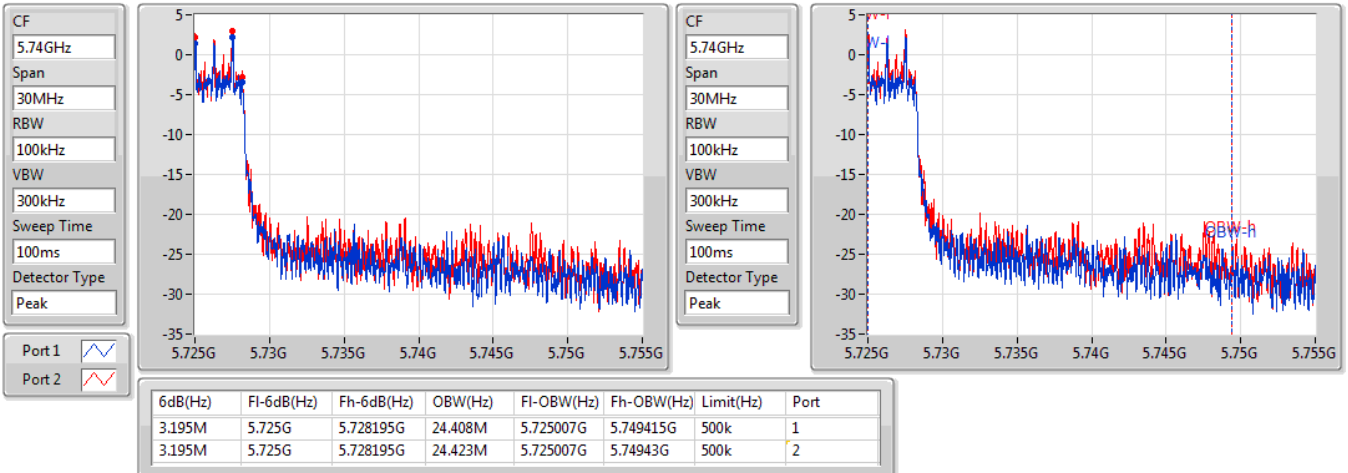 CF
5.74GHz
Span
30MHz
RBW
100kHz
VBW
300kHz
Sweep Time
100ms
Detector Type
Peak
Port 1
Port 2
5
0
-5
-10
-15
-20
-25
-30
-35
5.725G 5.73G 5.735G 5.74G 5.745G 5.75G 5.755G
CF
5.74GHz
Span
30MHz
RBW
100kHz
VBW
300kHz
Sweep Time
100ms
Detector Type
Peak
5
0
-5
-10
-15
-20
-25
-30
-35
OBW-h
OBW-h
5.725G 5.73G 5.735G 5.74G 5.745G 5.75G 5.755G
6dB(Hz) Fl-6dB(Hz) Fh-6dB(Hz) OBW(Hz) Fl-OBW(Hz) Fh-OBW(Hz) Limit(Hz) Port
3.195M 5.725G 5.728195G 24.408M 5.725007G 5.749415G 500k 1
3.195M 5.725G 5.728195G 24.423M 5.725007G 5.74943G 500k 2